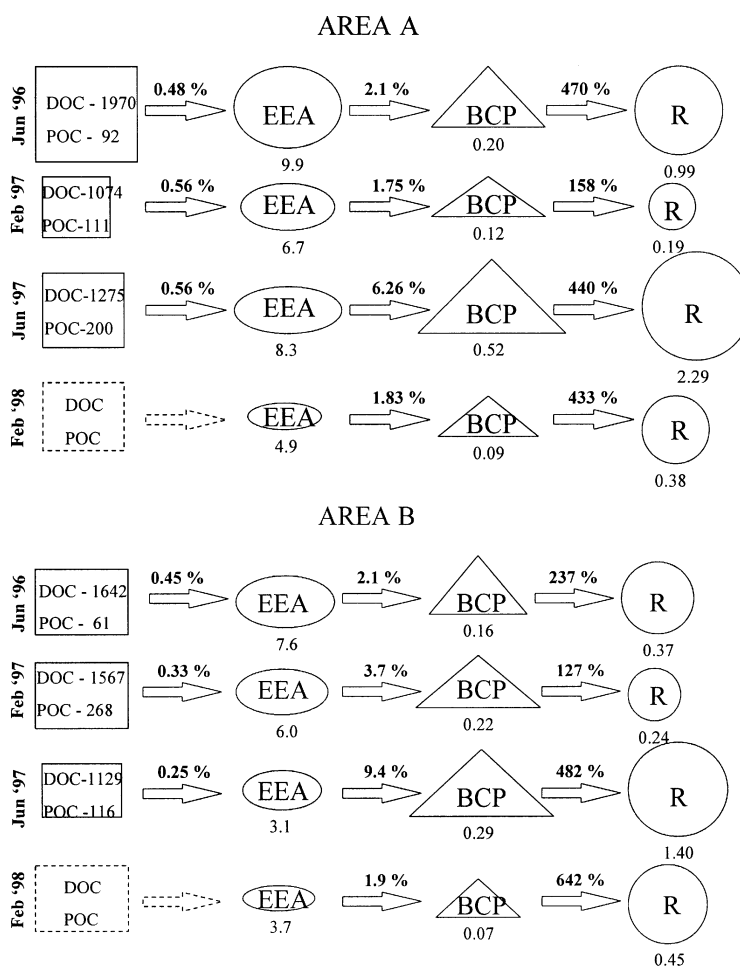 AREA A
Jun ‘96
DOC - 1970
POC - 92
0.48 %
EEA
9.9
2.1 %
BCP
0.20
470 %
R
0.99
Feb ‘97
DOC-1074
POC-111
0.56 %
EEA
6.7
1.75 %
BCP
0.12
158 %
R
0.19
Jun ‘97
DOC-1275
POC-200
0.56 %
EEA
8.3
6.26 %
BCP
0.52
440 %
R
2.29
Feb ‘98
DOC
POC
EEA
4.9
1.83 %
BCP
0.09
433 %
R
0.38
AREA B
Jun ‘96
DOC - 1642
POC - 61
0.45 %
EEA
7.6
2.1 %
BCP
0.16
237 %
R
0.37
Feb ‘97
DOC - 1567
POC - 268
0.33 %
EEA
6.0
3.7 %
BCP
0.22
127 %
R
0.24
Jun ‘97
DOC-1129
POC -116
0.25 %
EEA
3.1
9.4 %
BCP
0.29
482 %
R
1.40
Feb ‘98
DOC
POC
EEA
3.7
1.9 %
BCP
0.07
642 %
R
0.45